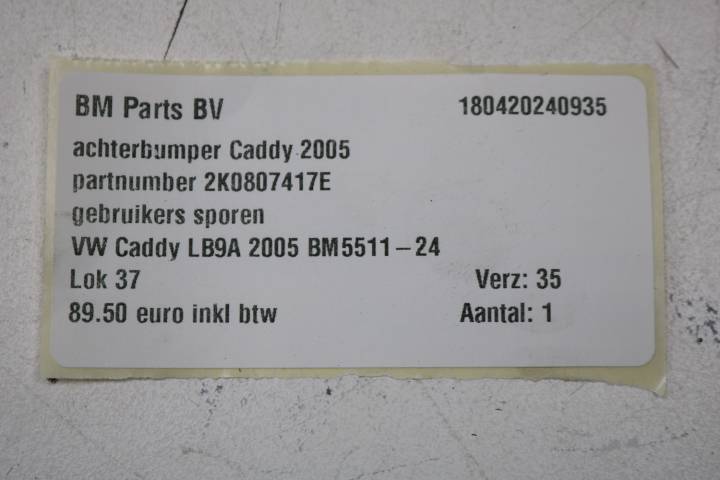 BM Parts BV 180420240935
achterbumper Caddy 2005
partnumber 2K0807417E
gebruikers sporen
VW Caddy LB9A 2005 BM5511-24
Lok 37 Verz: 35
89.50 euro inkl btw Aantal: 1